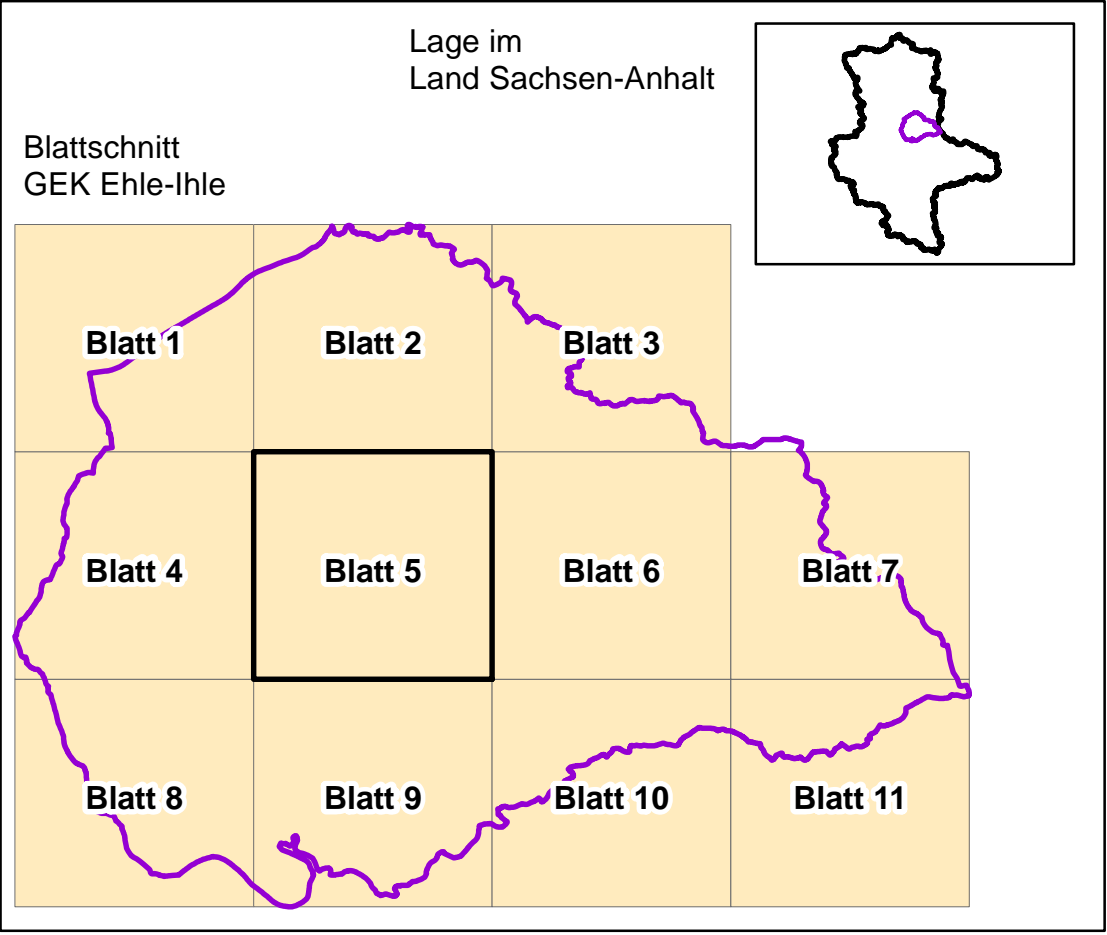 Lage im
Land Sachsen-Anhalt
Blattschnitt
GEK Ehle-Ihle
Blatt 1
Blatt 2
Blatt 3
Blatt 4
Blatt 5
Blatt 6
Blatt 7
Blatt 8
Blatt 9
Blatt 10
Blatt 11